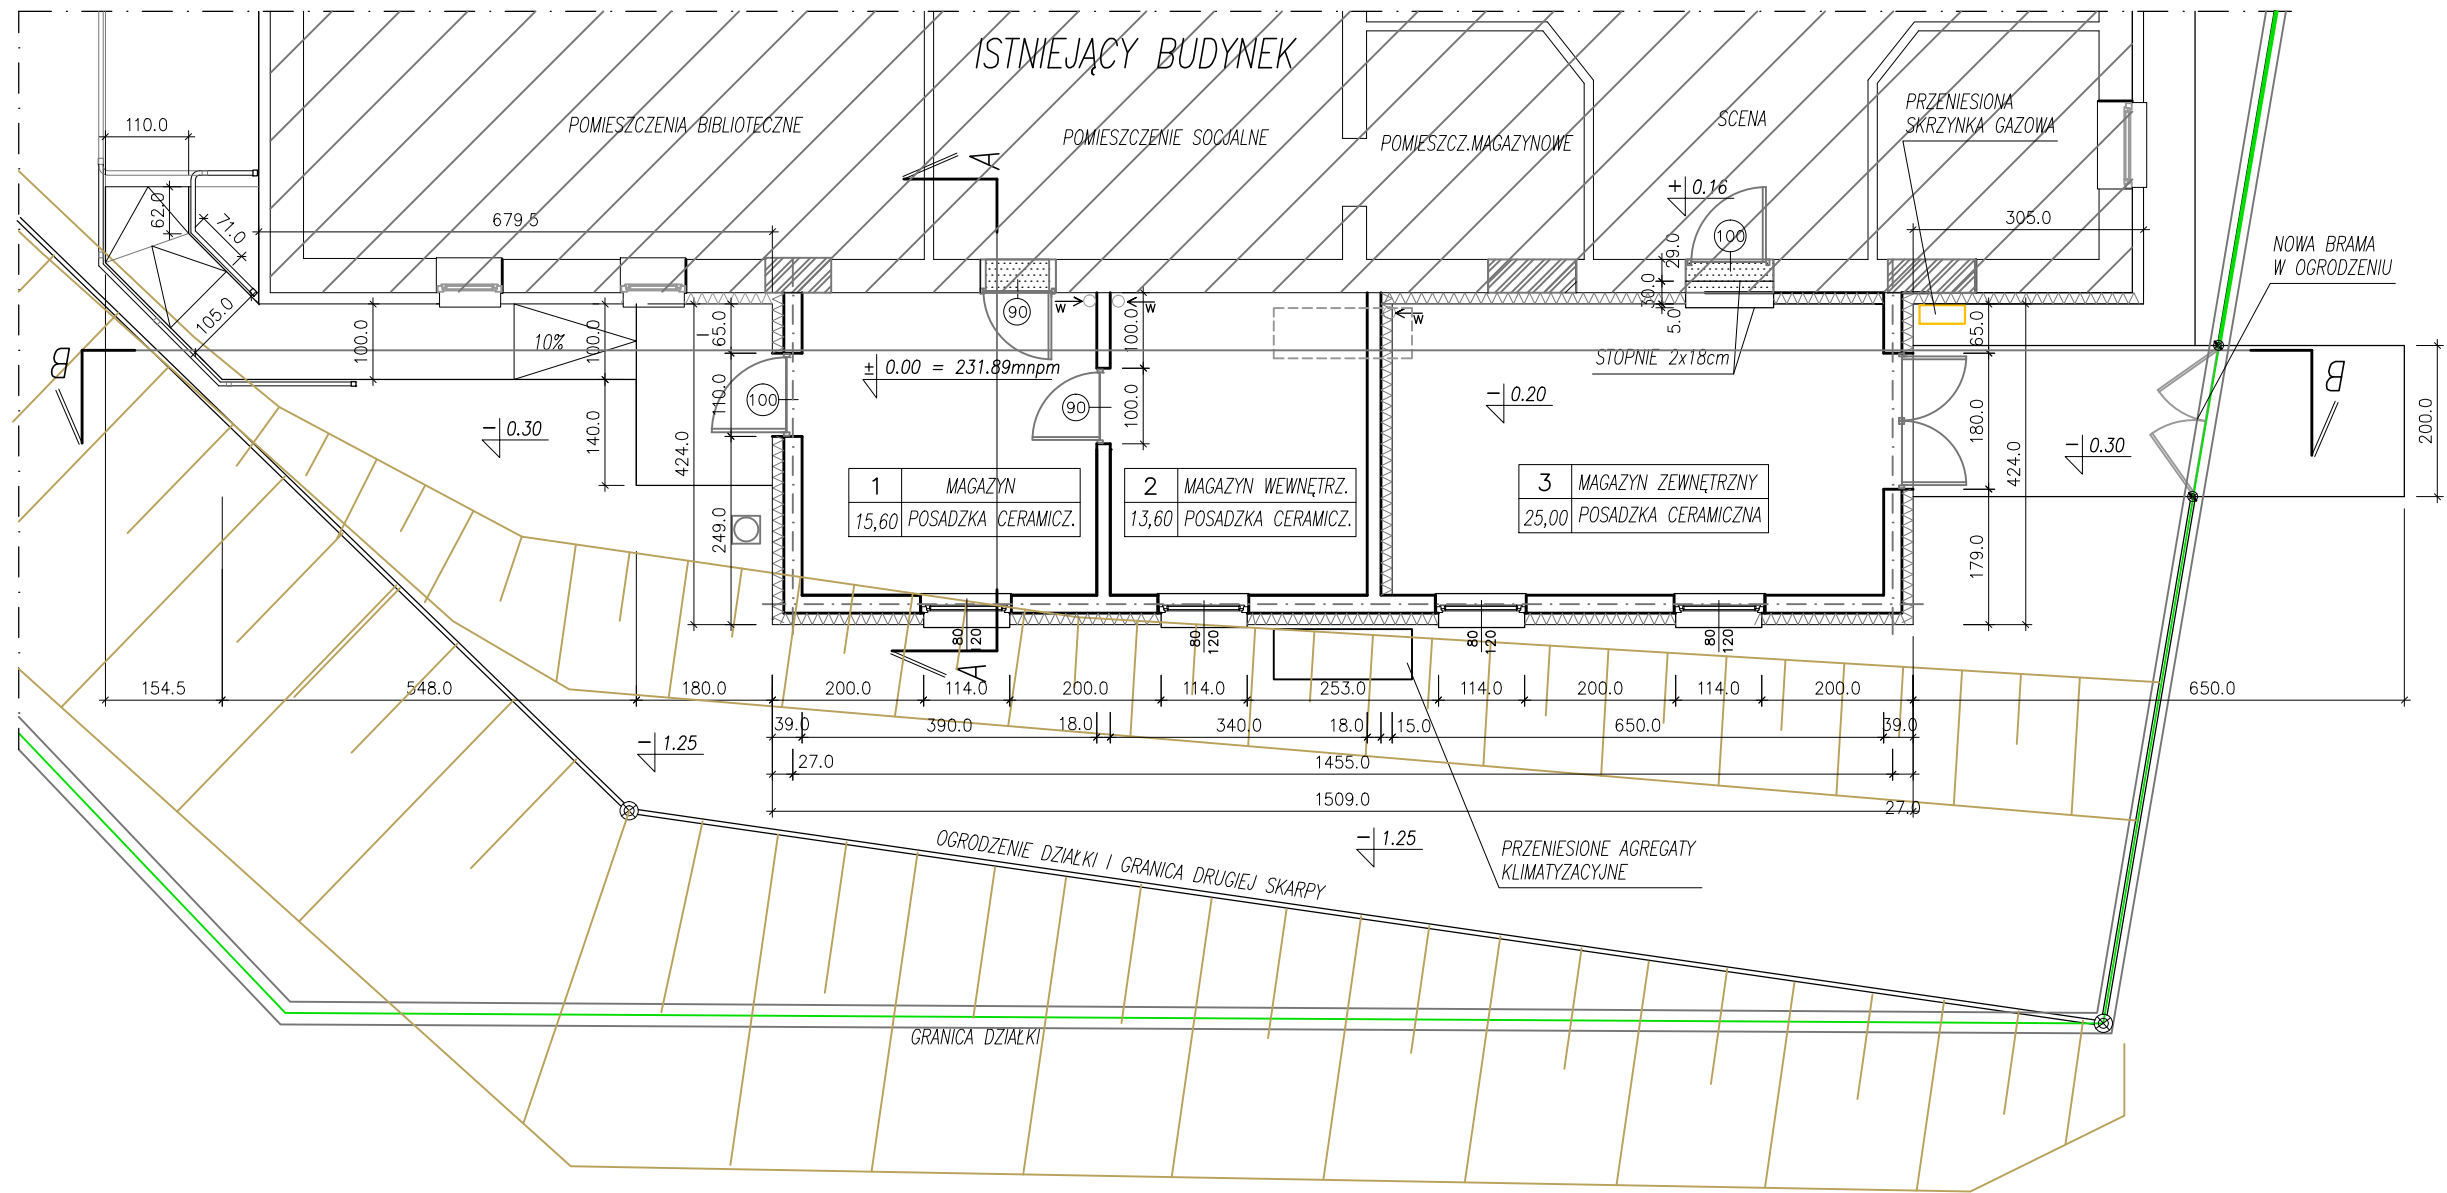 ISTNIEJĄCY BUDYNEK
POMIESZCZENIA BIBLIOTECZNE
POMIESZCZENIE SOCJALNE
POMIESZCZ.MAGAZYNOWE
SCENA
PRZENIESIONA
SKRZYNKA GAZOWA
NOWA BRAMA
W OGRODZENIU
110.0
62.0
71.0
105.0
679.5
A
+ 0.16
100
29.0
30.0
5.0
305.0
100.0
10%
100.0
65.0
110.0
140.0
424.0
249.0
B
- 0.30
100
± 0.00 = 231.89mnpm
90
W
W
W
100.0
100.0
90
STOPNIE 2x18cm
- 0.20
65.0
180.0
179.0
424.0
- 0.30
B
200.0
1 MAGAZYN
15,60 POSADZKA CERAMICZ.
2 MAGAZYN WEWNĘTRZ.
13,60 POSADZKA CERAMICZ.
3 MAGAZYN ZEWNĘTRZNY
25,00 POSADZKA CERAMICZNA
80
120
80
120
80
120
80
120
A
154.5 548.0 180.0 200.0 114.0 200.0 114.0 253.0 114.0 200.0 114.0 200.0 650.0
39.0 390.0 18.0 340.0 18.0 15.0 650.0 39.0
27.0 1455.0
1509.0 27.0
- 1.25
- 1.25
OGRODZENIE DZIAŁKI I GRANICA DRUGIEJ SKARPY
PRZENIESIONE AGREGATY
KLIMATYZACYJNE
GRANICA DZIAŁKI